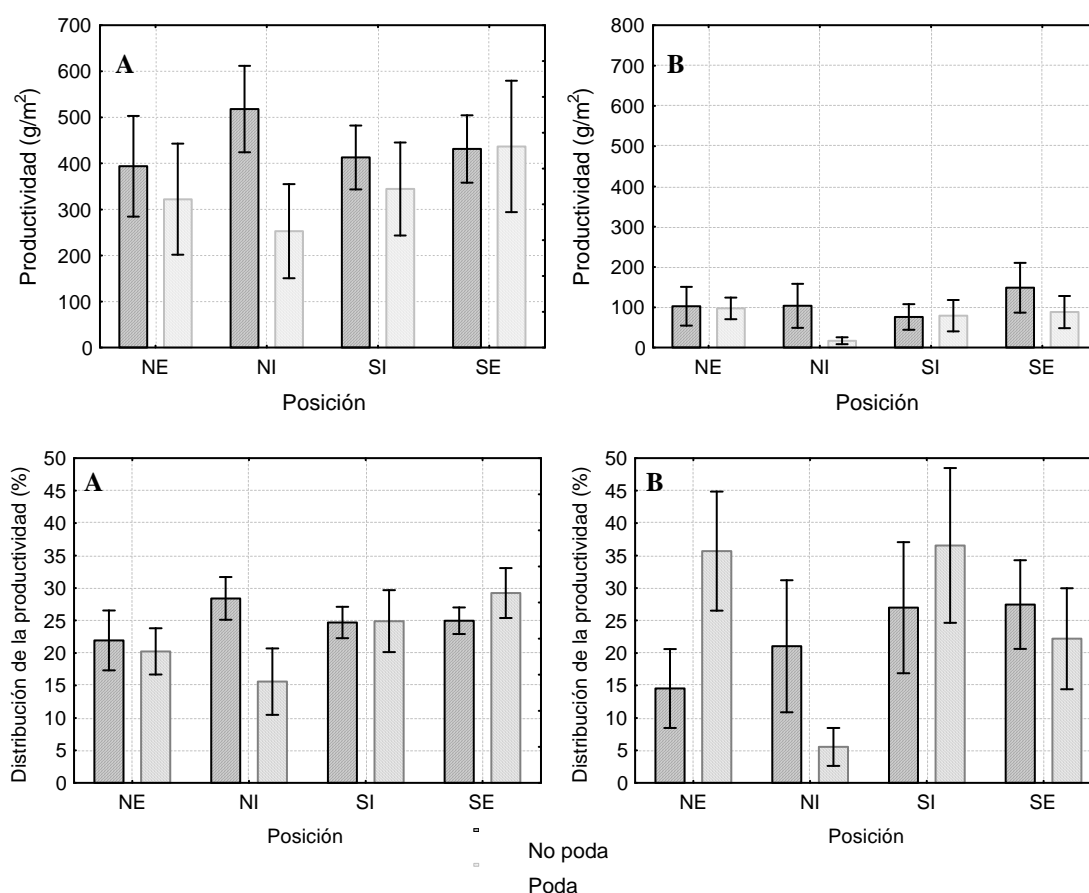 A
Productividad (g/m²)
700
600
500
400
300
200
100
0
NE NI SI SE
Posición
B
Productividad (g/m²)
800
700
600
500
400
300
200
100
0
NE NI SI SE
Posición
A
Distribución de la productividad (%)
50
45
40
35
30
25
20
15
10
5
0
NE NI SI SE
Posición
B
Distribución de la productividad (%)
50
45
40
35
30
25
20
15
10
5
0
NE NI SI SE
Posición
No poda
Poda